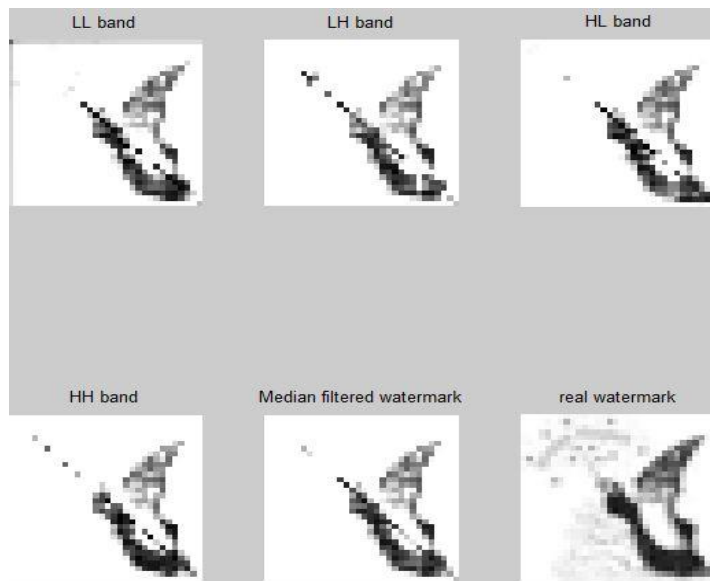 LL band
LH band
HL band
HH band
Median filtered watermark
real watermark